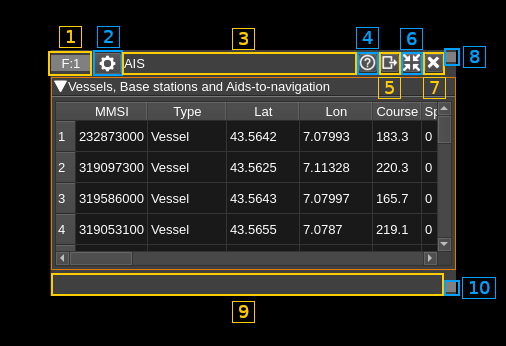 1 2 3 4 6
F:1 AIS 8
5 7
Vessels, Base stations and Aids-to-navigation
MMSI Type Lat Lon Course Sp
1 232873000 Vessel 43.5642 7.07993 183.3 0
2 319097300 Vessel 43.5625 7.11328 220.3 0
3 319586000 Vessel 43.5643 7.07997 165.7 0
4 319053100 Vessel 43.5655 7.0787 219.1 0
10
9